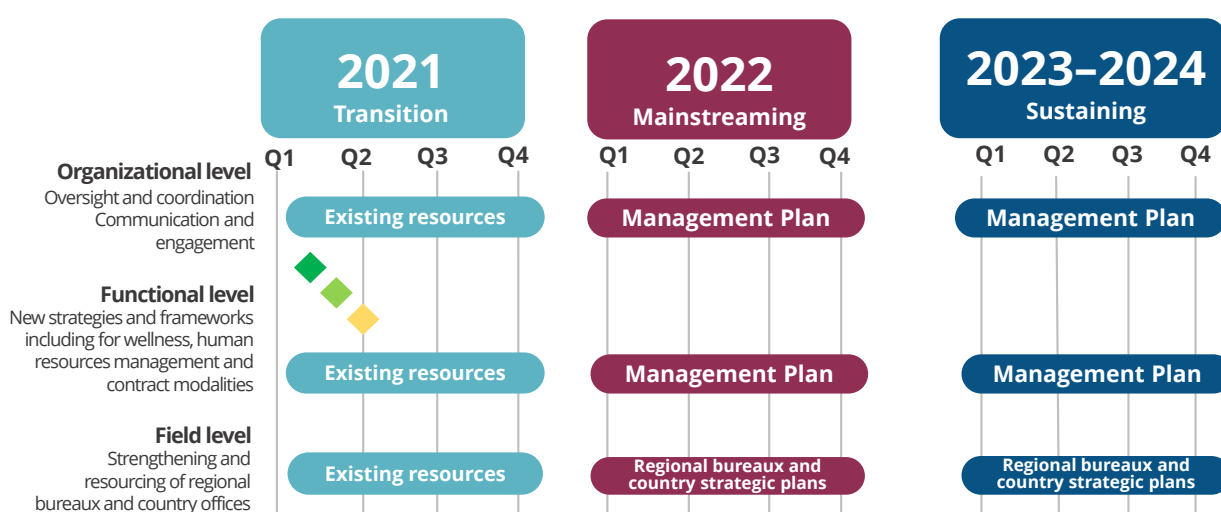 2021
Transition
2022
Mainstreaming
2023–2024
Sustaining
Q1 Q2 Q3 Q4
Q1 Q2 Q3 Q4
Q1 Q2 Q3 Q4
Organizational level
Oversight and coordination
Communication and
engagement
Existing resources
Management Plan
Management Plan
Functional level
New strategies and frameworks
including for wellness, human
resources management and
contract modalities
Existing resources
Management Plan
Management Plan
Field level
Strengthening and
resourcing of regional
bureaux and country offices
Existing resources
Regional bureaux and
country strategic plans
Regional bureaux and
country strategic plans